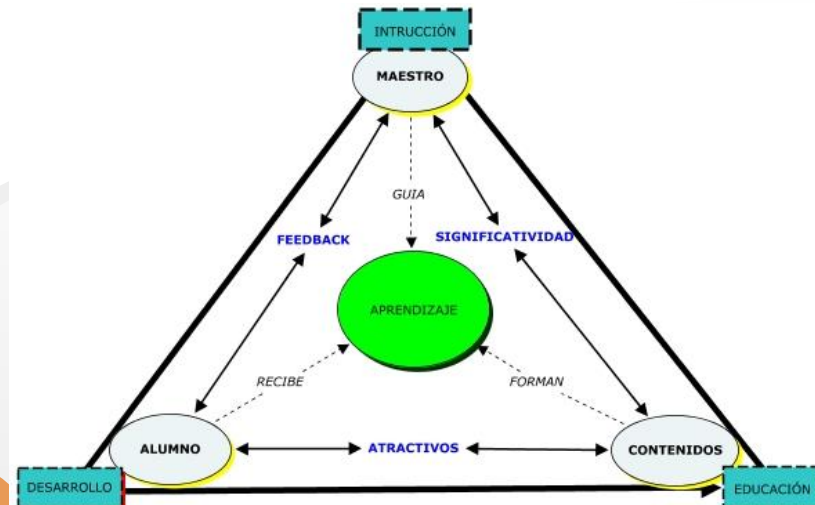 INTRUCCIÓN
MAESTRO
GUIA
FEEDBACK
SIGNIFICATIVIDAD
APRENDIZAJE
RECIBE
FORMAN
ALUMNO
ATRACTIVOS
CONTENIDOS
DESARROLLO
EDUCACIÓN